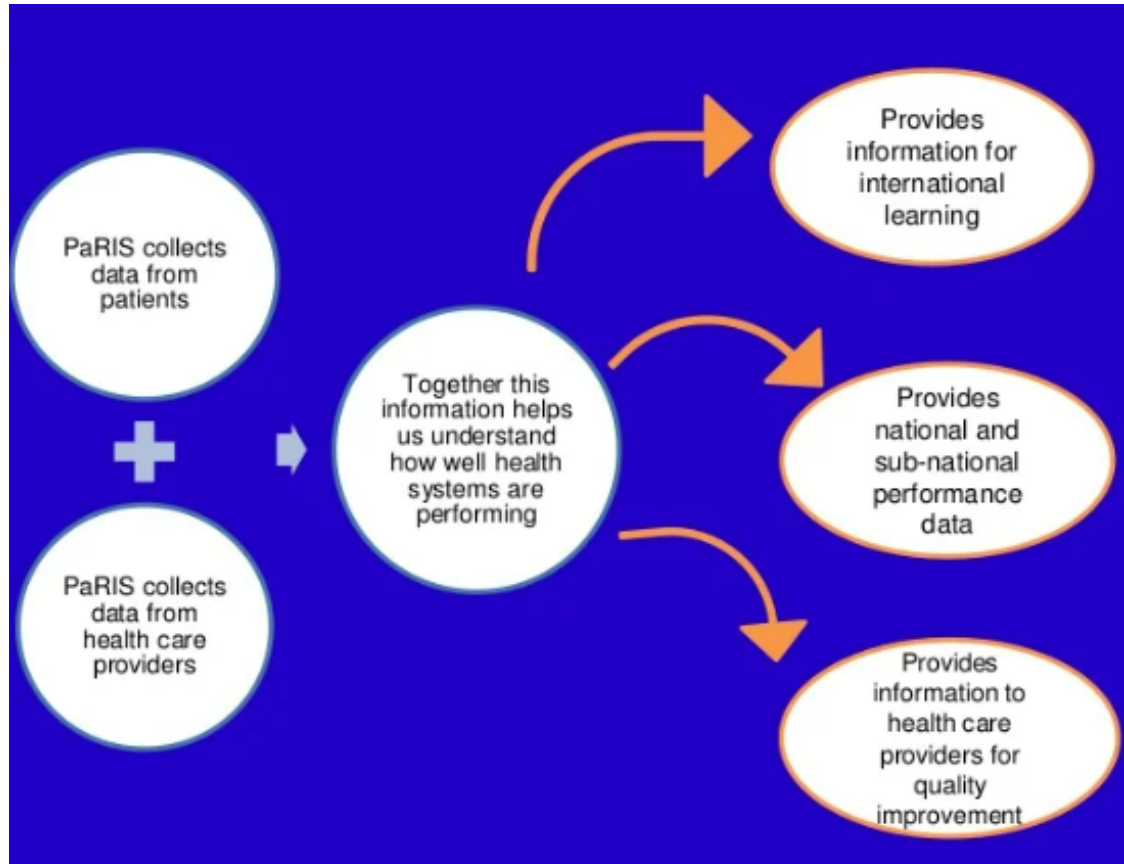 PaRIS collects
data from
patients
PaRIS collects
data from
health care
providers
Together this
information helps
us understand
how well health
systems are
performing
Provides
information for
international
learning
Provides
national and
sub-national
performance
data
Provides
information to
health care
providers for
quality
improvement